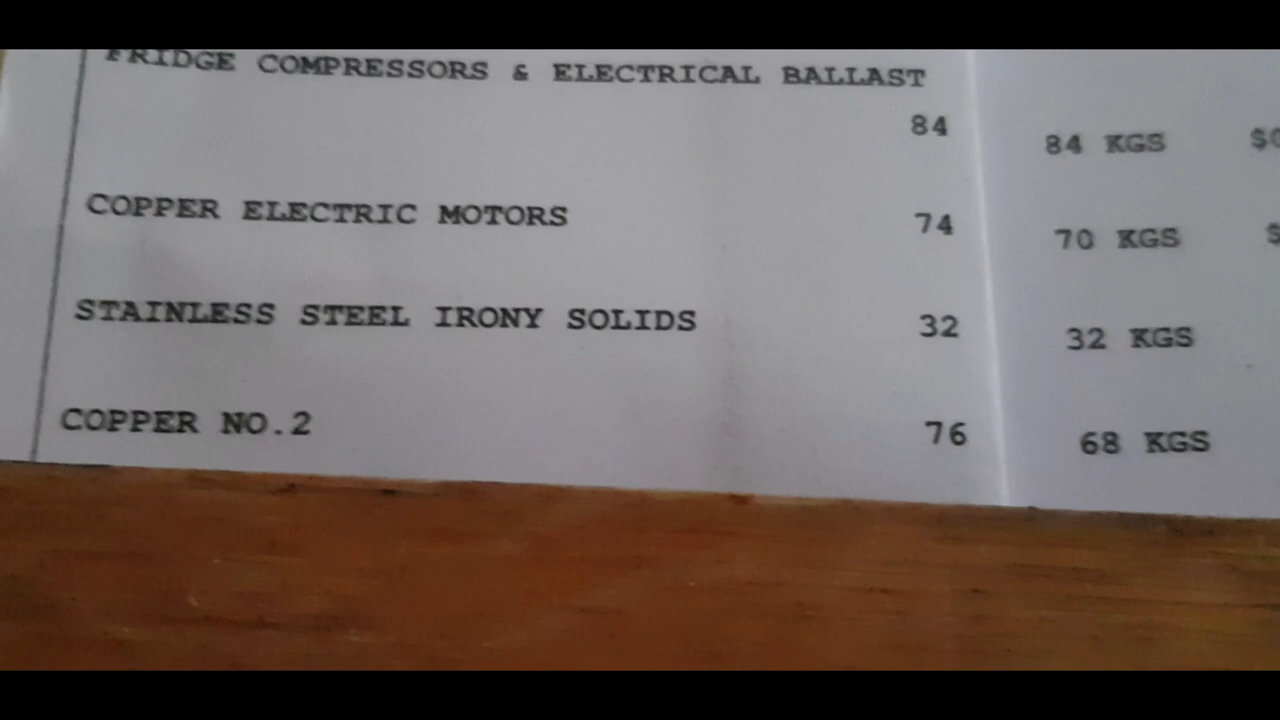 FRIDGE COMPRESSORS & ELECTRICAL BALLAST
84 84 KGS
COPPER ELECTRIC MOTORS 74 70 KGS $
STAINLESS STEEL IRONY SOLIDS 32 32 KGS
COPPER NO.2 76 68 KGS